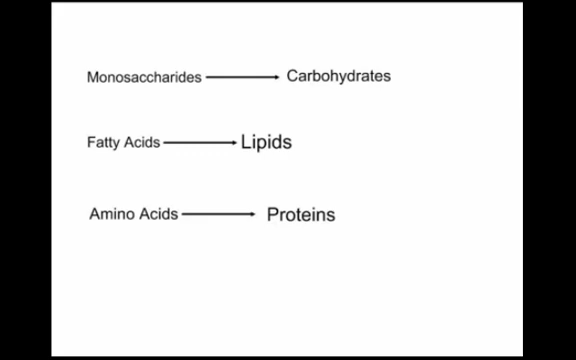 Monosaccharides Carbohydrates
Fatty Acids Lipids
Amino Acids Proteins